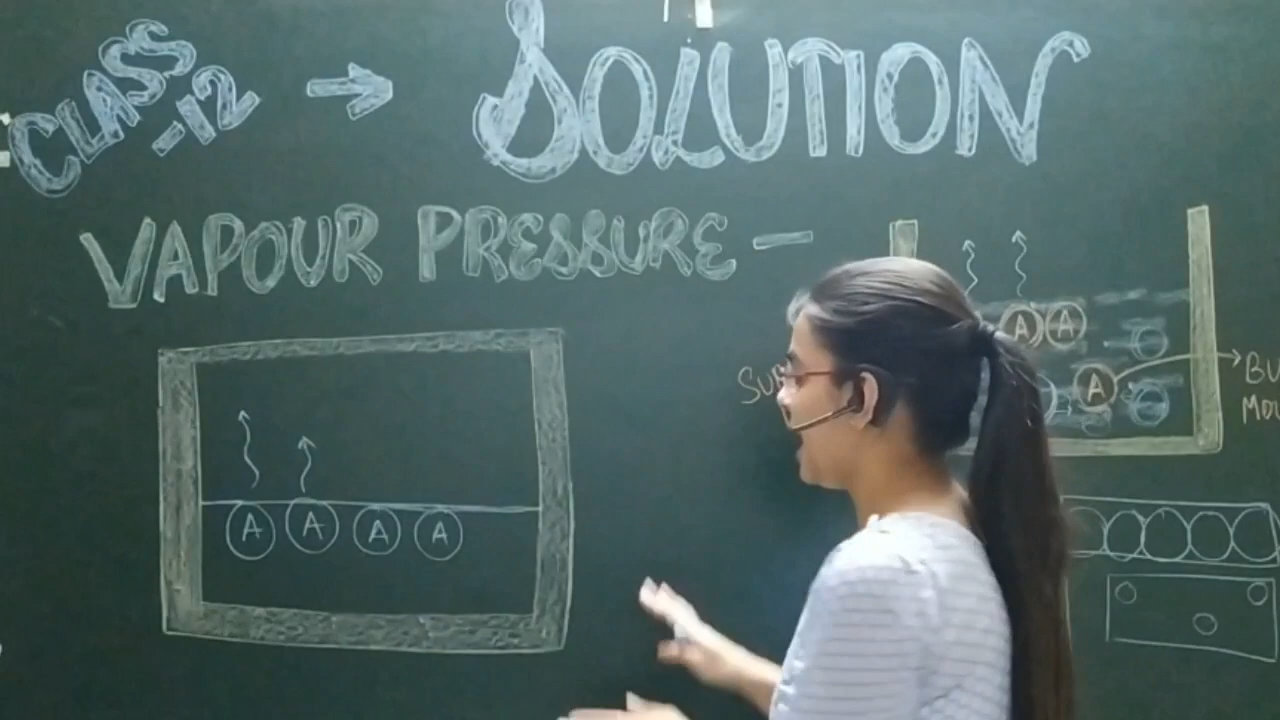 CLASS
-12 → SOLUTION
VAPOUR PRESSURE -
A A
A
A A A A